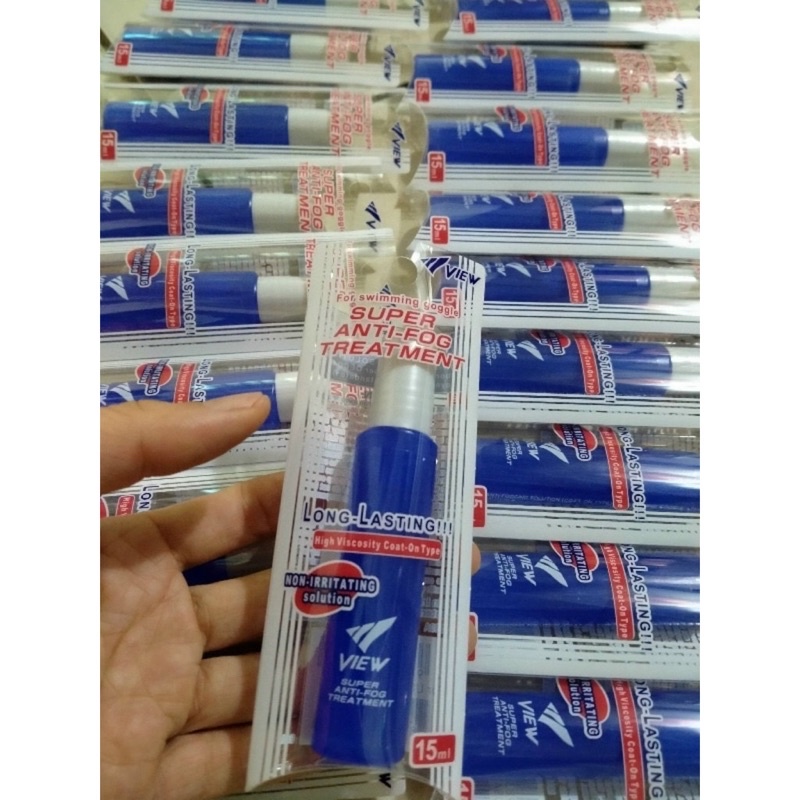 VIEW
For swimming goggle
SUPER
ANTI-FOG
TREATMENT
LONG-LASTING!!!
High Viscosity Coat-On Type
NON-IRRITATING
solution
VIEW
SUPER
ANTI-FOG
TREATMENT
15ml